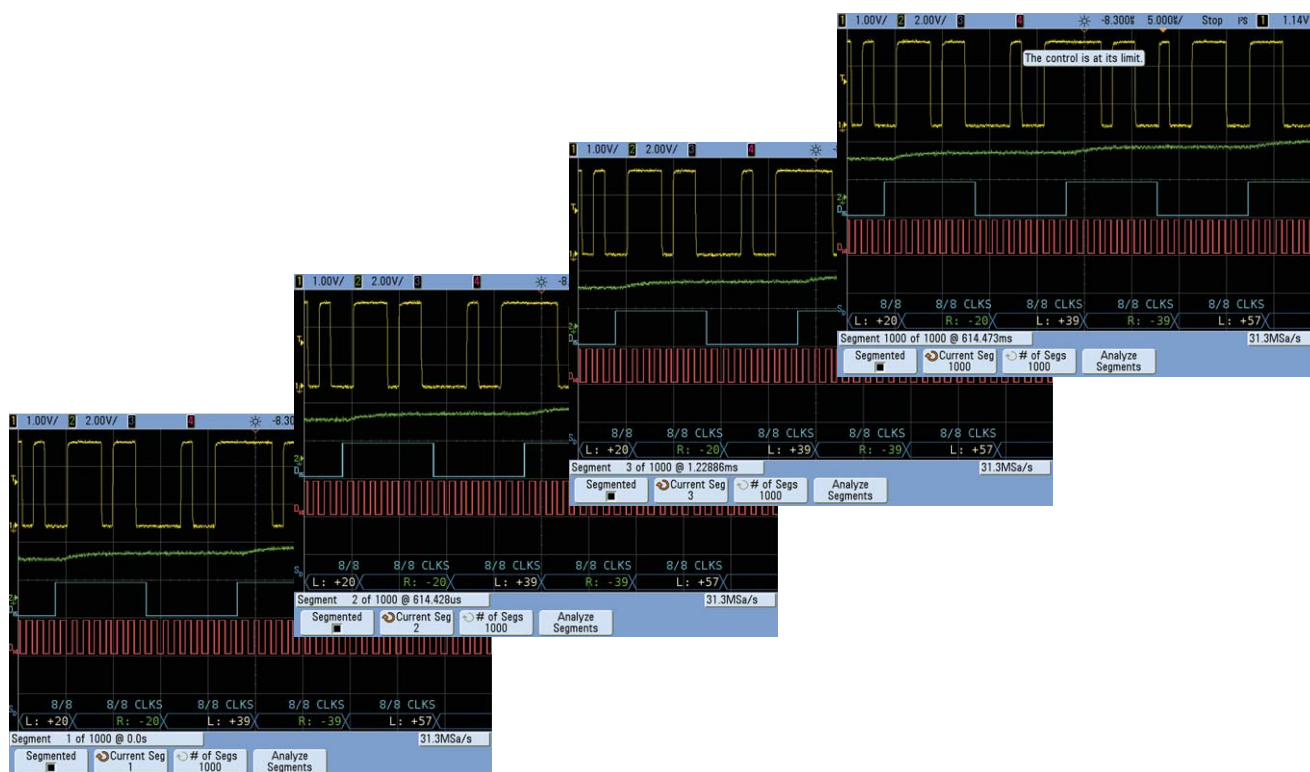 1 1.00V/ 2 2.00V/ 3 4 -8.300 5.000 / Stop I²S 1 1.14V
The control is at its limit.
8/8 8/8 CLKS 8/8 CLKS 8/8 CLKS 8/8 CLKS
L: +20 R: -20 L: +39 R: -39 L: +57
Segment 1000 of 1000 @ 614.473ms 31.3MSa/s
Segmented Current Seg # of Segs Analyze
1000 1000 Segments
1 1.00V/ 2 2.00V/ 3 4
8/8 8/8 CLKS 8/8 CLKS 8/8 CLKS 8/8 CLKS
L: +20 R: -20 L: +39 R: -39 L: +57
Segment 3 of 1000 @ 1.22886ms 31.3MSa/s
Segmented Current Seg # of Segs Analyze
3 1000 Segments
1 1.00V/ 2 2.00V/ 3 4
8/8 8/8 CLKS 8/8 CLKS 8/8 CLKS 8/8 CLKS
L: +20 R: -20 L: +39 R: -39 L: +57
Segment 2 of 1000 @ 614.428us 31.3MSa/s
Segmented Current Seg # of Segs Analyze
2 1000 Segments
1 1.00V/ 2 2.00V/ 3 4 -8.30
8/8 8/8 CLKS 8/8 CLKS 8/8 CLKS 8/8 CLKS
L: +20 R: -20 L: +39 R: -39 L: +57
Segment 1 of 1000 @ 0.0s 31.3MSa/s
Segmented Current Seg # of Segs Analyze
1 1000 Segments